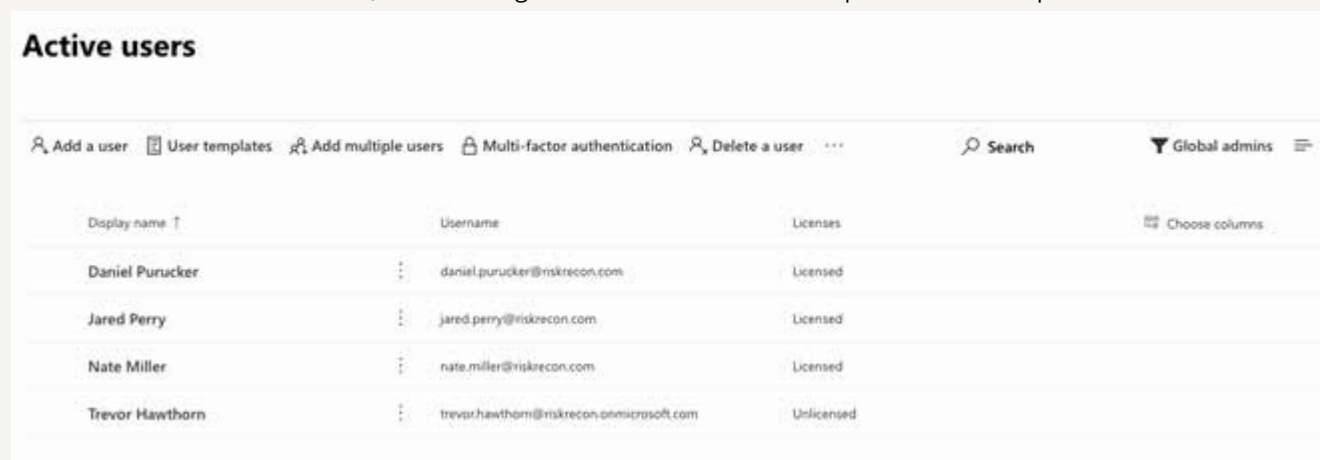 Active users
Add a user User templates Add multiple users Multi-factor authentication Delete a user ... Search Global admins
Display name ↑ Username Licenses Choose columns
Daniel Purucker daniel.purucker@riskrecon.com Licensed
Jared Perry jared.perry@riskrecon.com Licensed
Nate Miller nate.miller@riskrecon.com Licensed
Trevor Hawthorn trevor.hawthorn@riskrecon.onmicrosoft.com Unlicensed